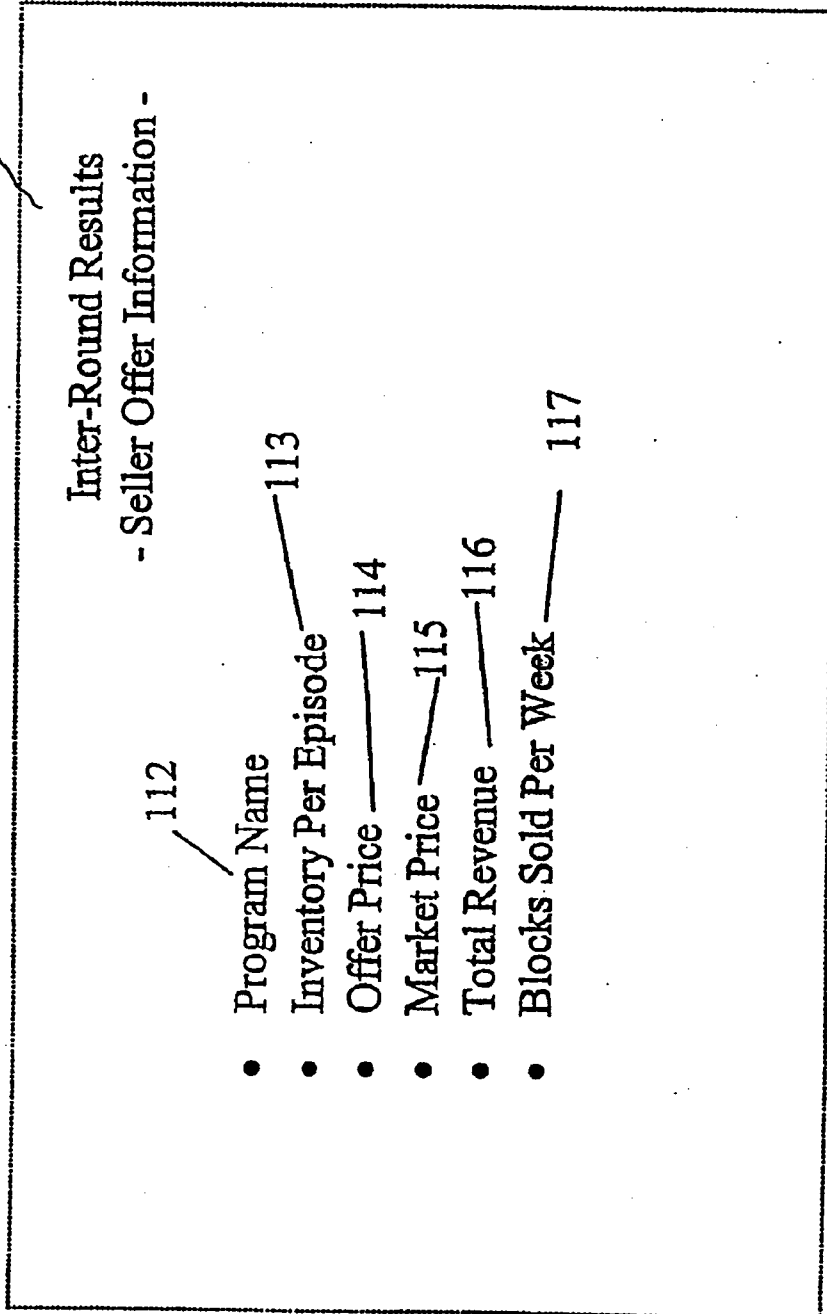 Inter-Round Results
- Seller Offer Information -
112
• Program Name
• Inventory Per Episode 113
• Offer Price 114
• Market Price 115
• Total Revenue 116
• Blocks Sold Per Week 117